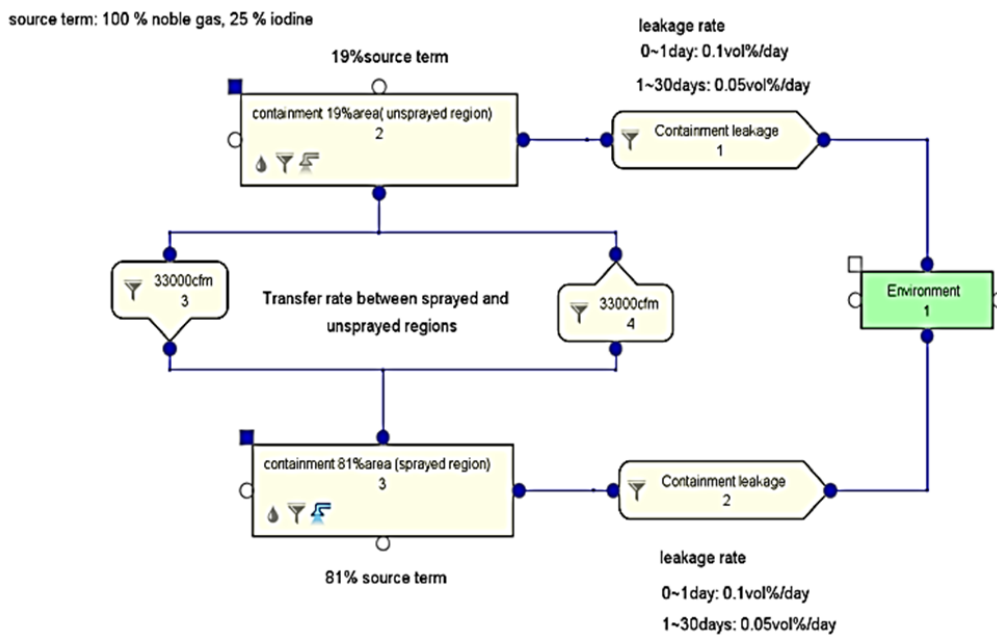 source term: 100 % noble gas, 25 % iodine
leakage rate
0~1day: 0.1vol%/day
1~30days: 0.05vol%/day
19%source term
containment 19%area( unsprayed region)
2
Containment leakage
1
33000cfm
3
Transfer rate between sprayed and
unsprayed regions
33000cfm
4
Environment
1
containment 81%area (sprayed region)
3
Containment leakage
2
81% source term
leakage rate
0~1day: 0.1vol%/day
1~30days: 0.05vol%/day